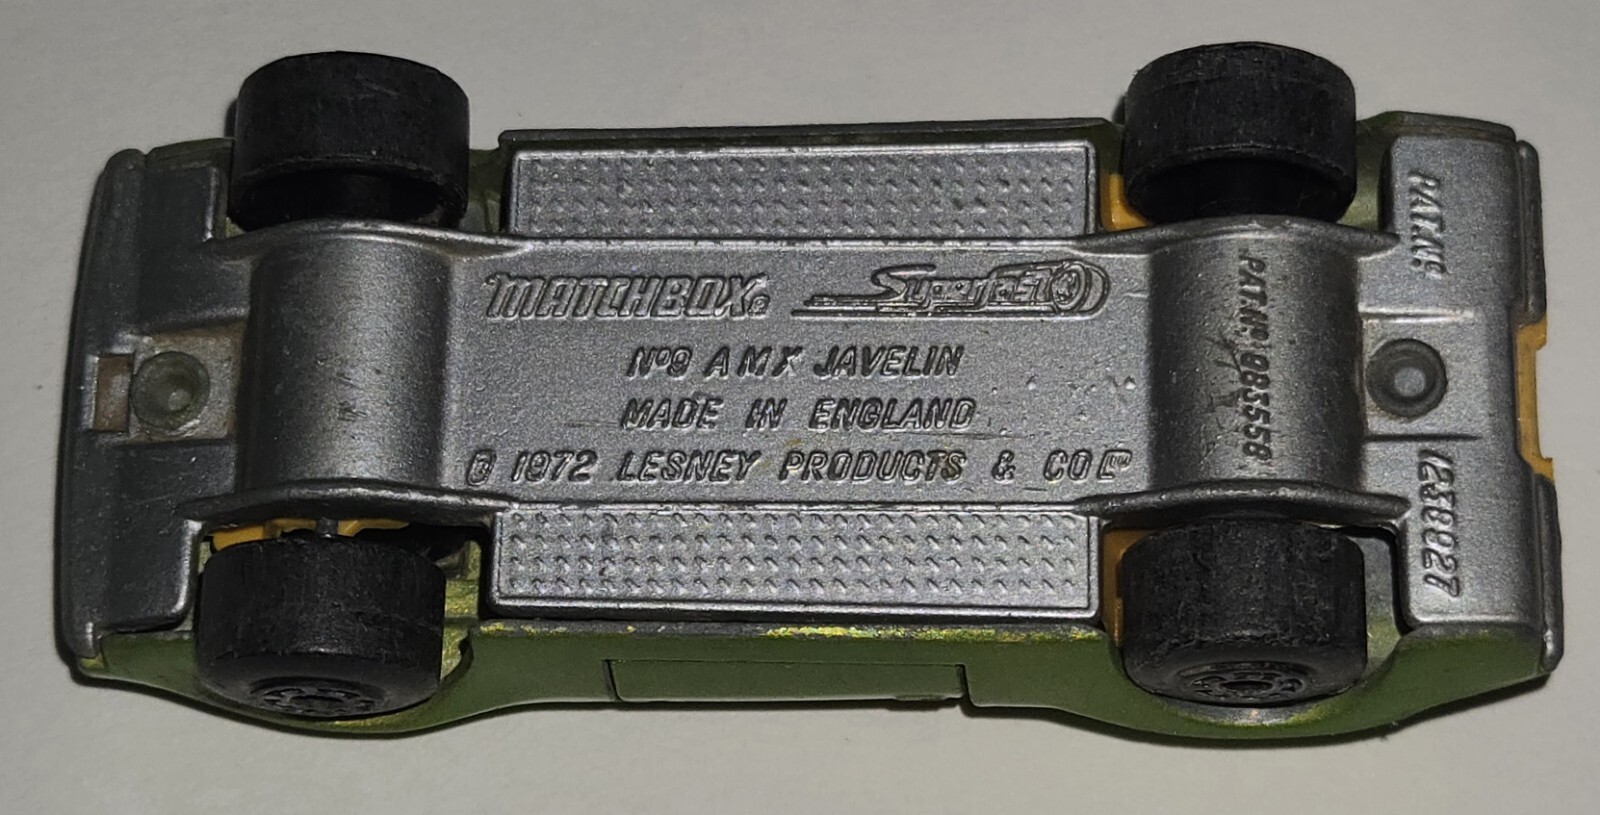 MATCHBOX® Superfast
Nº9 AMX JAVELIN
MADE IN ENGLAND
© 1972 LESNEY PRODUCTS & CO LTD
PAT.Nº 983558
PAT.Nº
1238927